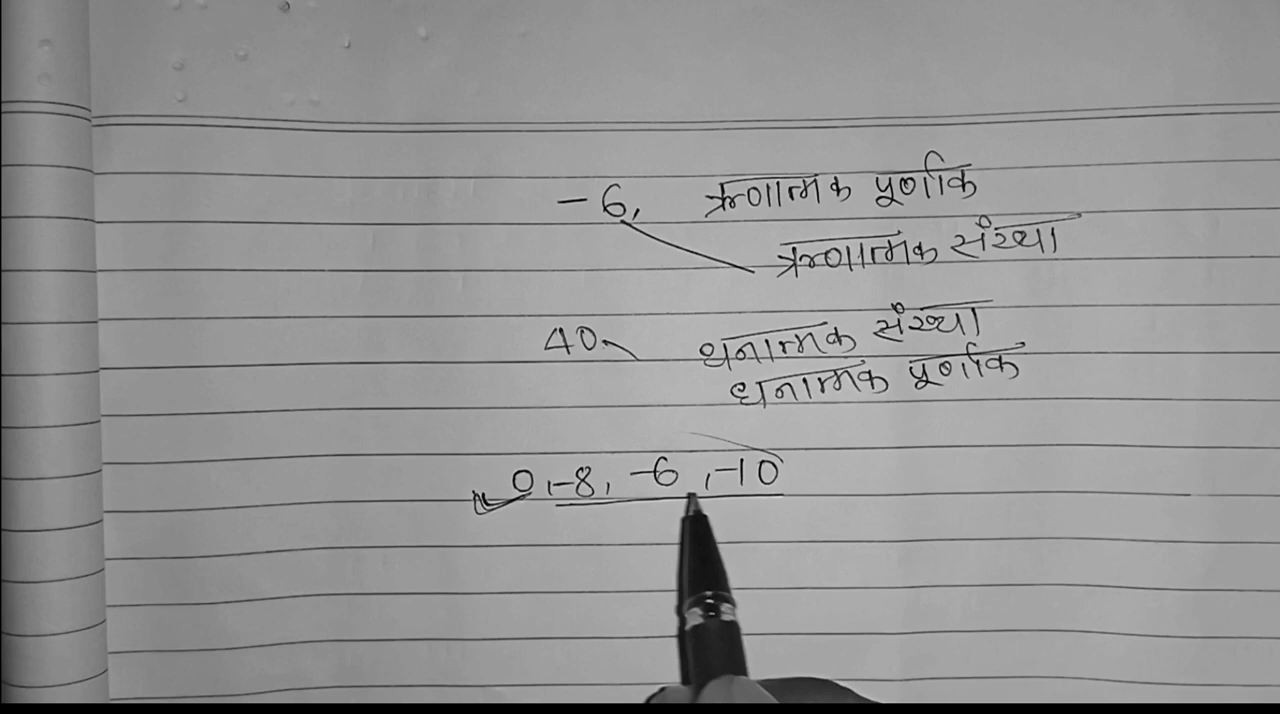 -6, ऋणात्मक पूर्णांक
ऋणात्मक संख्या
40 धनात्मक संख्या
धनात्मक पूर्णांक
0, -8, -6, -10